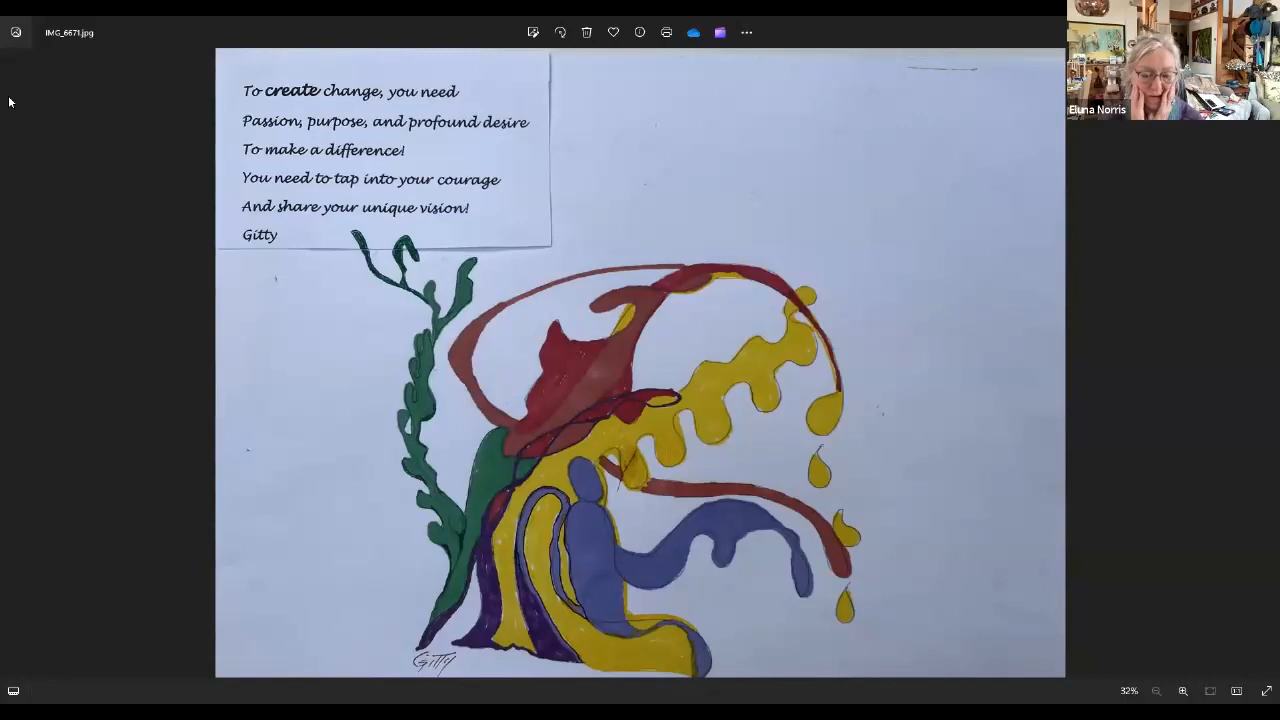 IMG_6671.jpg
To create change, you need
Passion, purpose, and profound desire
To make a difference!
You need to tap into your courage
And share your unique vision!
Gitty
Eluna Norris
Gitty
32%